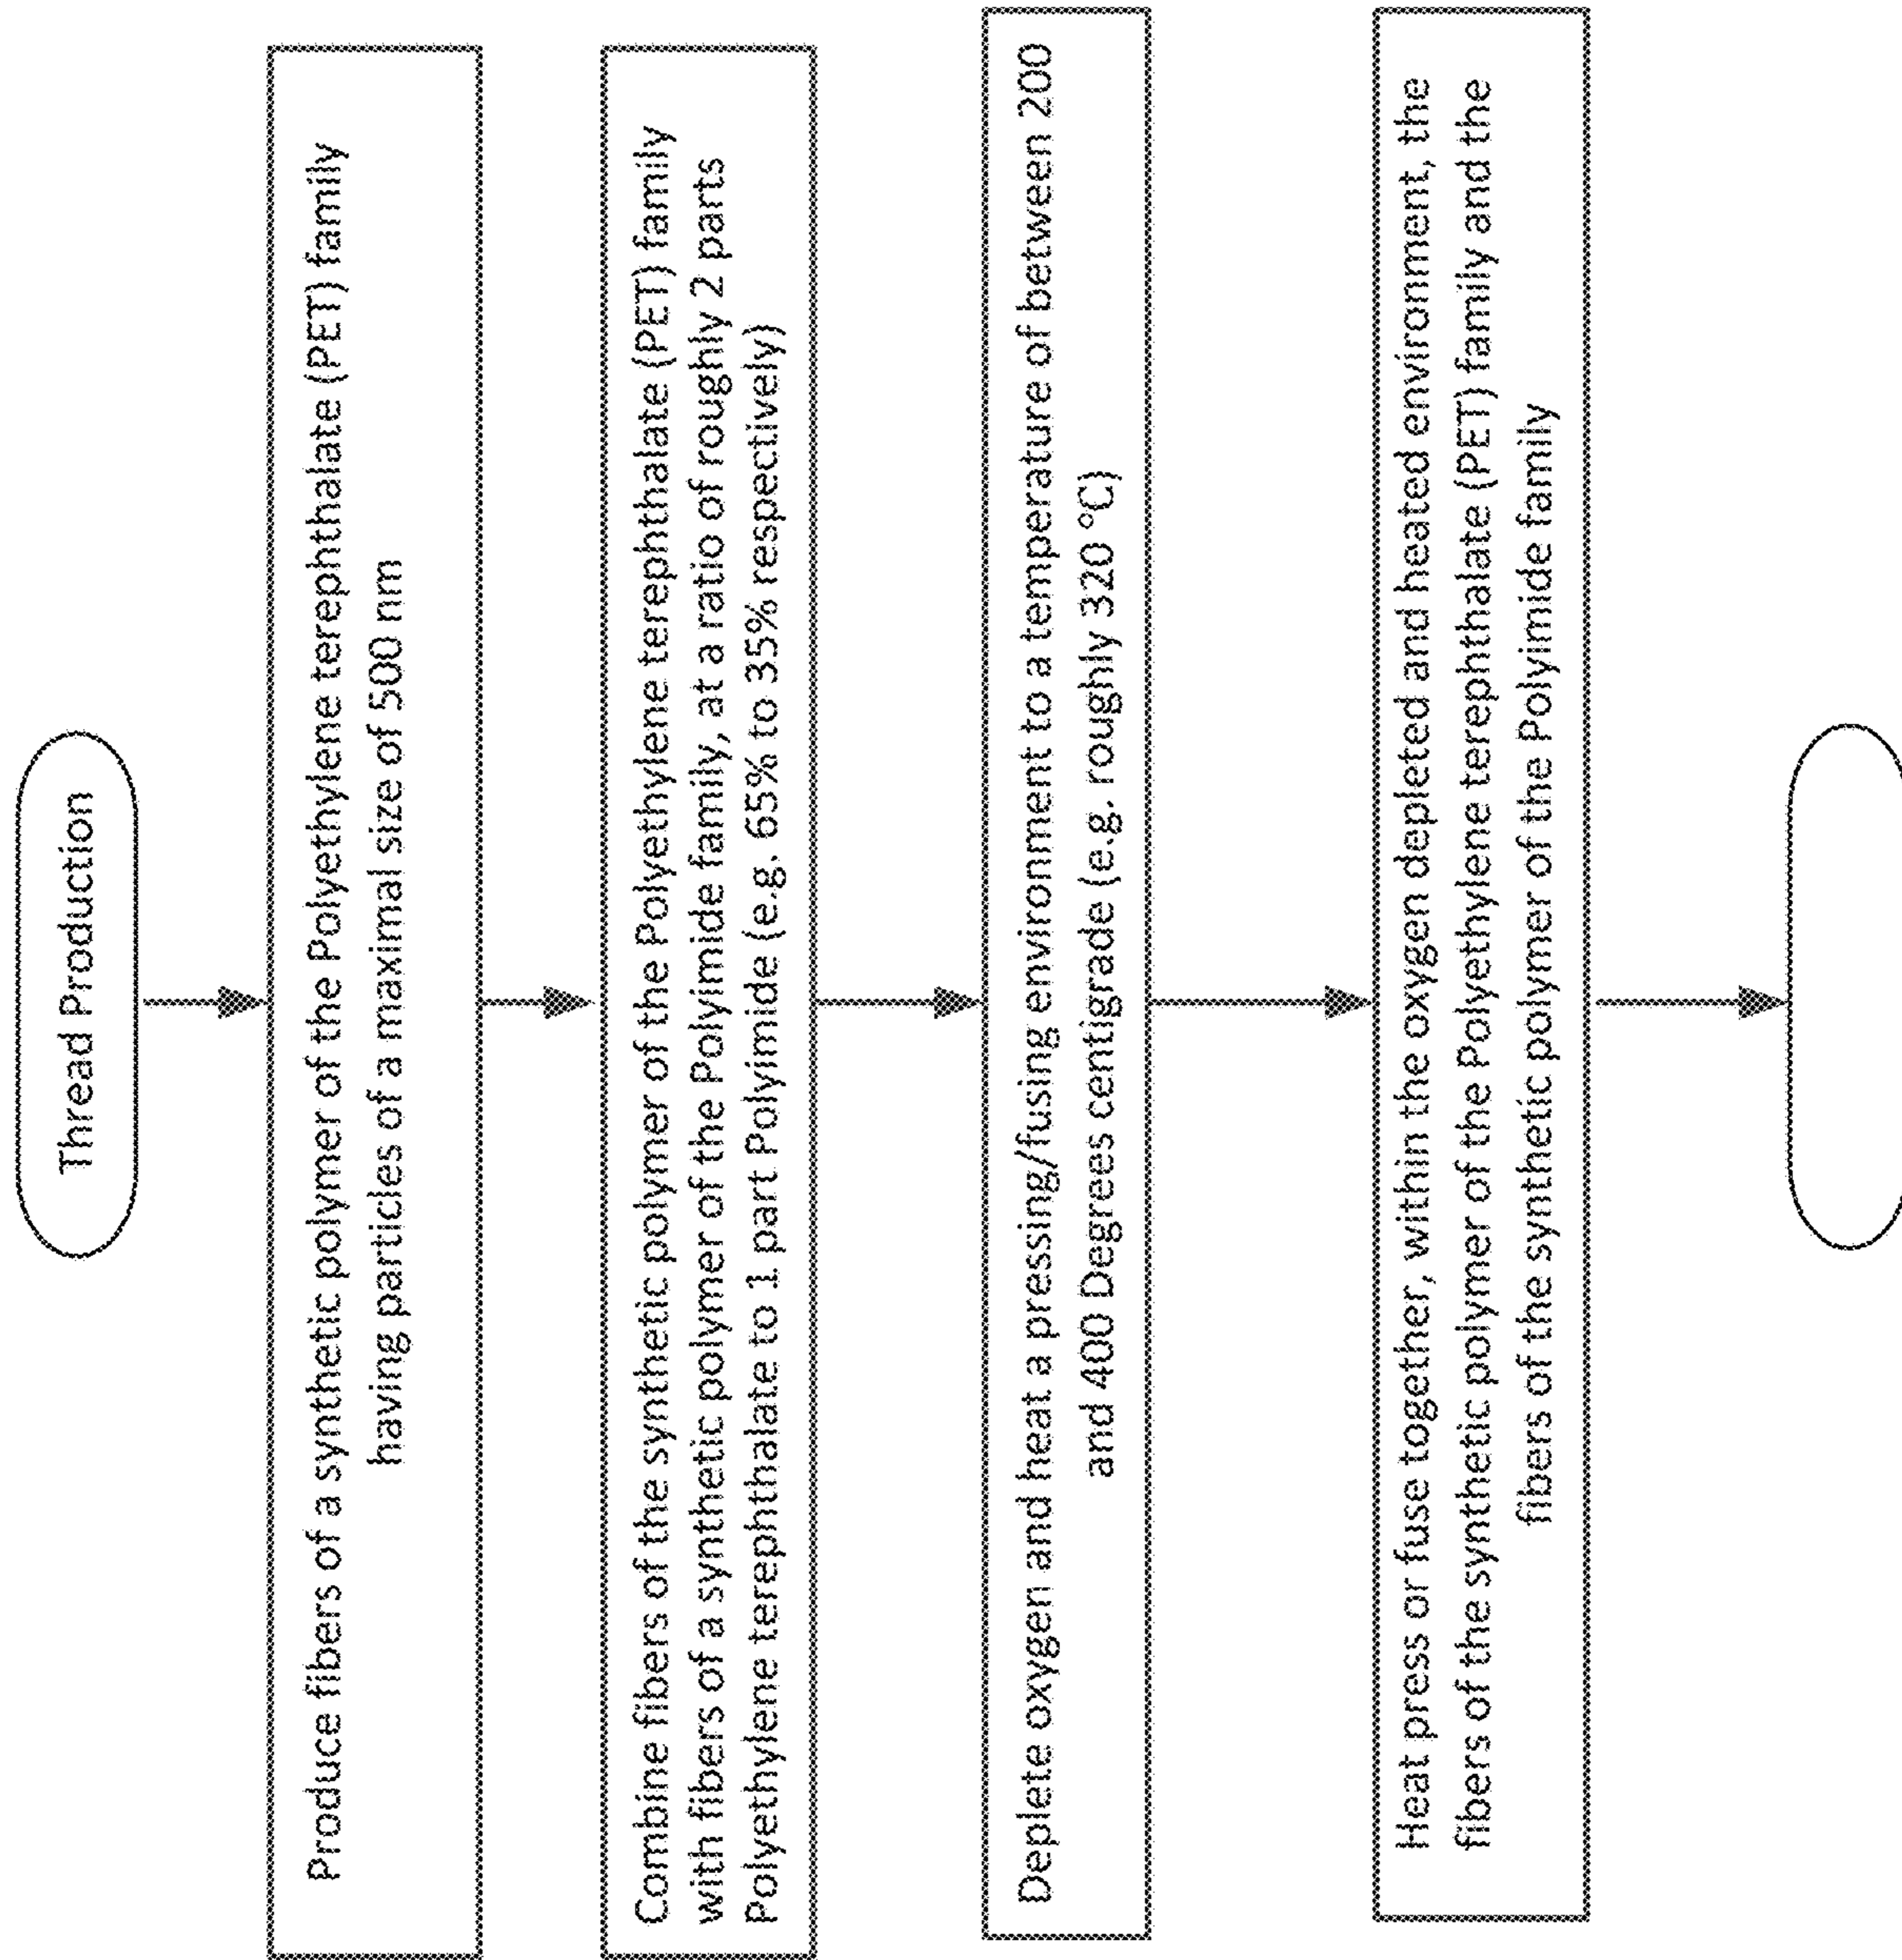 Thread Production
Produce fibers of a synthetic polymer of the Polyethylene terephthalate (PET) family
having particles of a maximal size of 500 nm
Combine fibers of the synthetic polymer of the Polyethylene terephthalate (PET) family
with fibers of a synthetic polymer of the Polyimide family, at a ratio of roughly 2 parts
Polyethylene terephthalate to 1 part Polyimide (e.g. 65% to 35% respectively)
Deplete oxygen and heat a pressing/fusing environment to a temperature of between 200
and 400 Degrees centigrade (e.g. roughly 320 °C)
Heat press or fuse together, within the oxygen depleted and heated environment, the
fibers of the synthetic polymer of the Polyethylene terephthalate (PET) family and the
fibers of the synthetic polymer of the Polyimide family